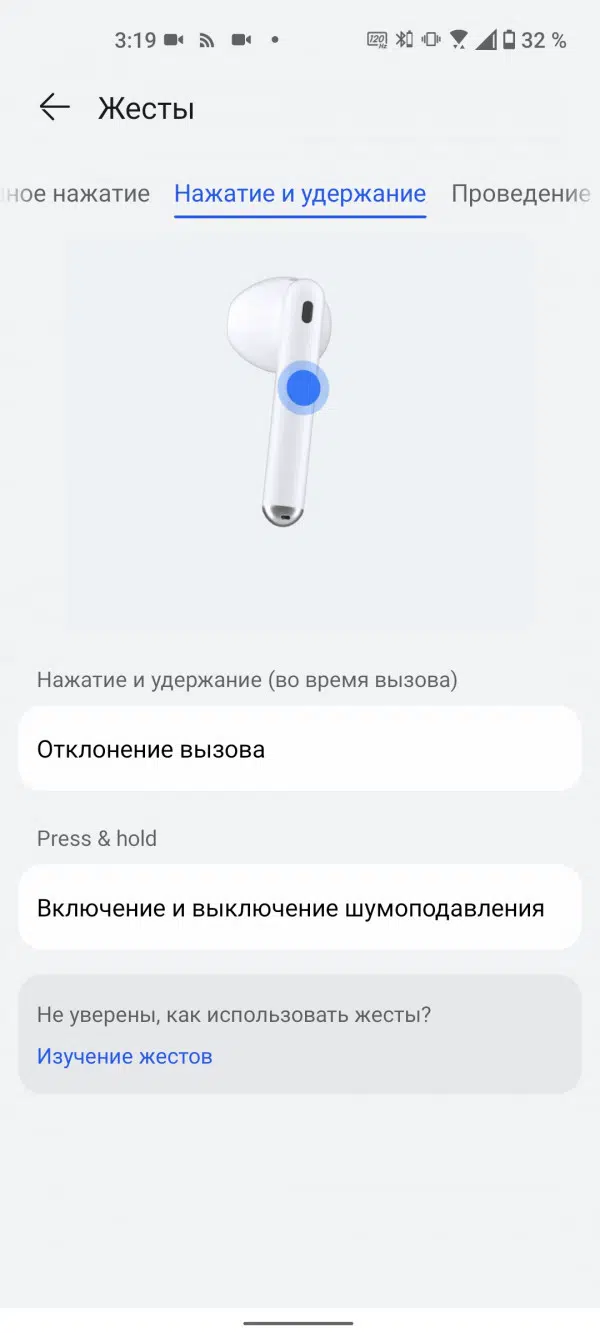 3:19
120 Hz
32 %
Жесты
ное нажатие Нажатие и удержание Проведение
Нажатие и удержание (во время вызова)
Отклонение вызова
Press & hold
Включение и выключение шумоподавления
Не уверены, как использовать жесты?
Изучение жестов